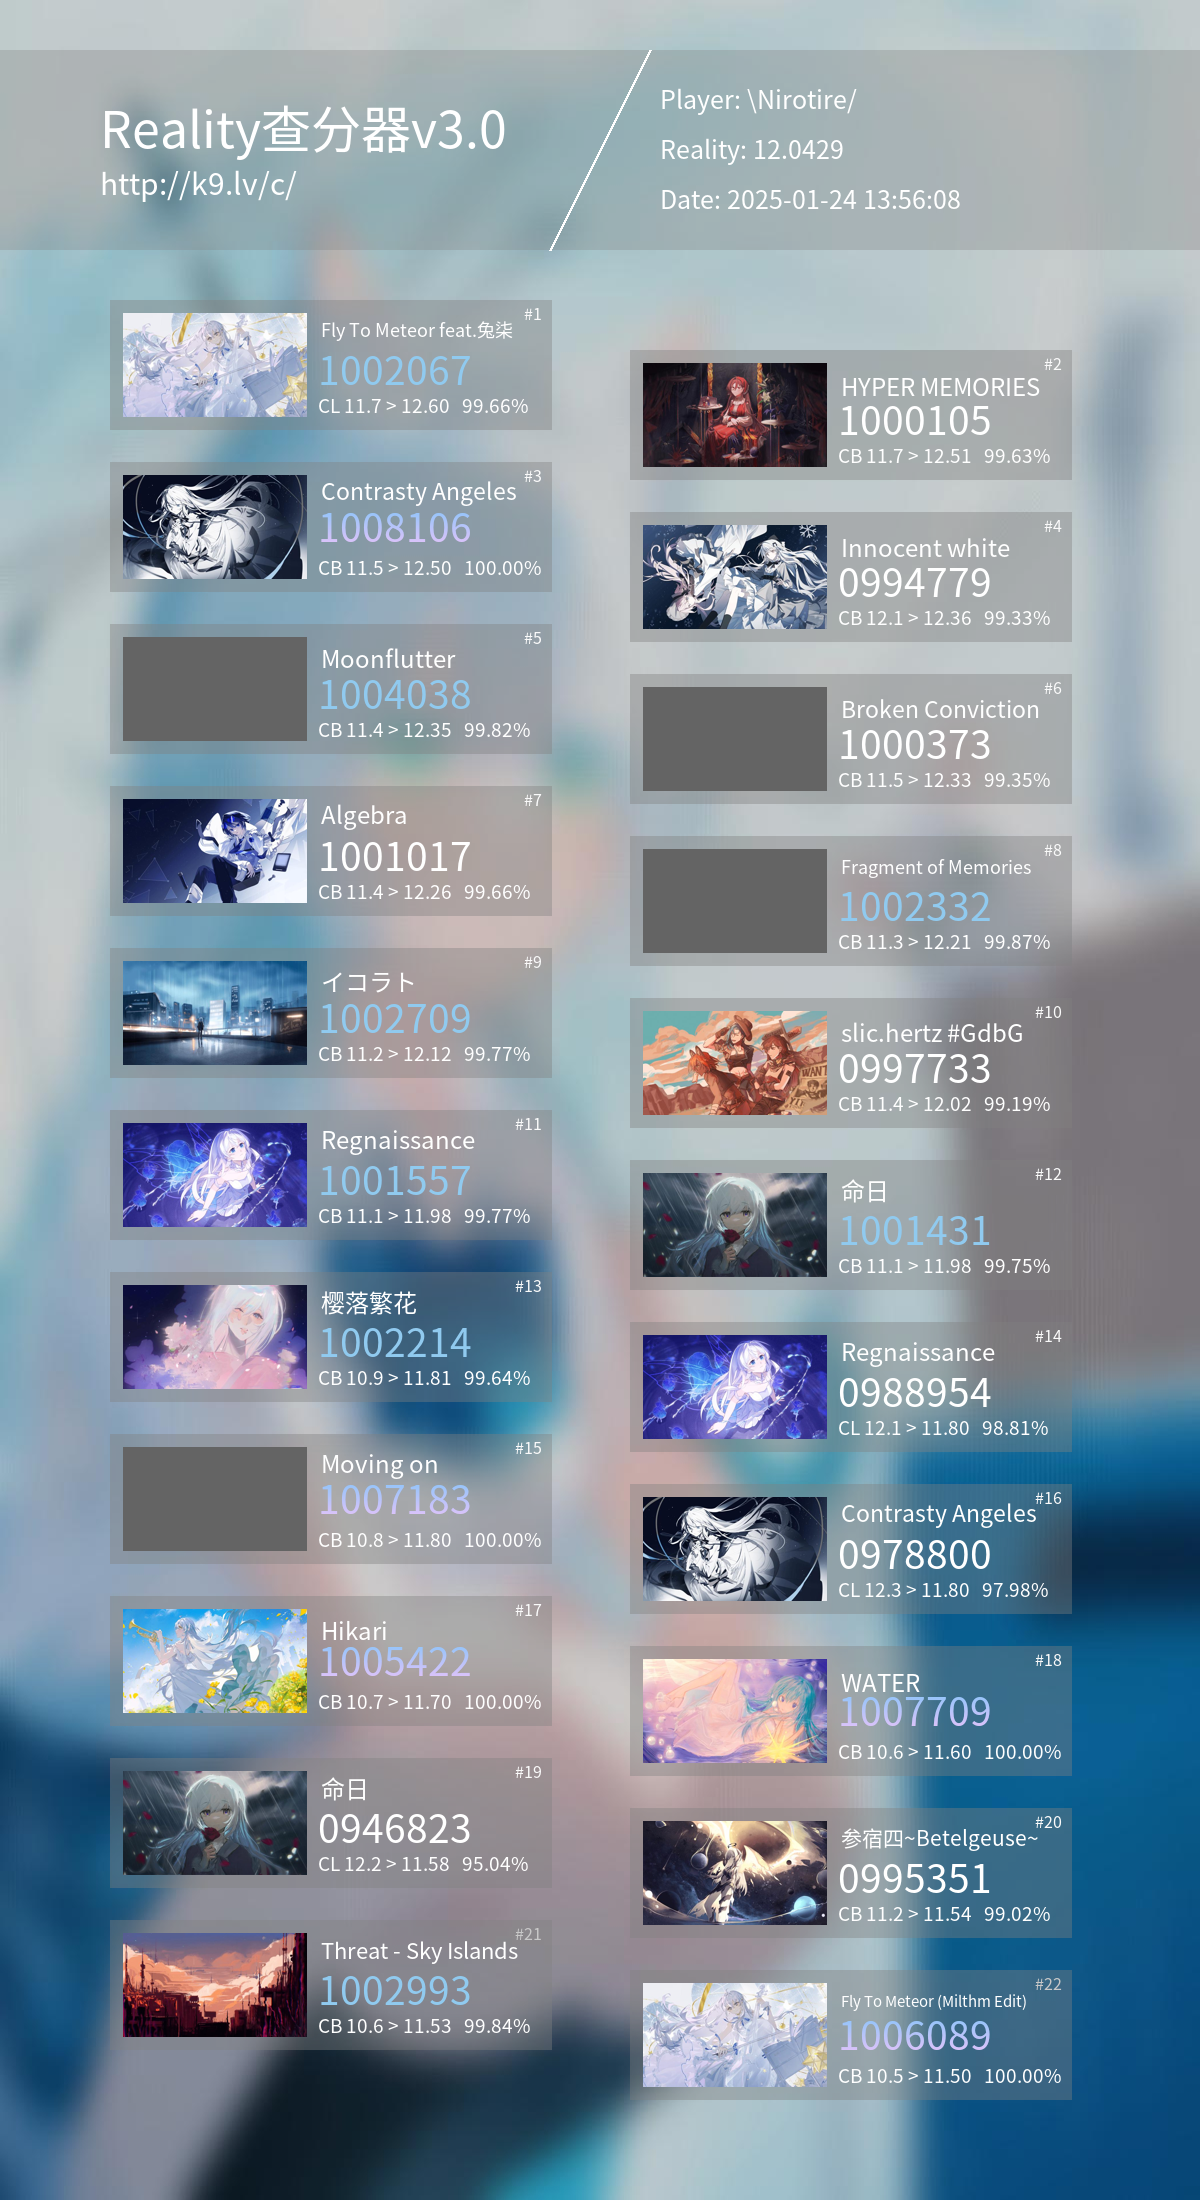 Reality查分器v3.0
http://k9.lv/c/
Player: \Nirotire/
Reality: 12.0429
Date: 2025-01-24 13:56:08
#1
Fly To Meteor feat.兔柒
1002067
CL 11.7 > 12.60 99.66%
#2
HYPER MEMORIES
1000105
CB 11.7 > 12.51 99.63%
#3
Contrasty Angeles
1008106
CB 11.5 > 12.50 100.00%
#4
Innocent white
0994779
CB 12.1 > 12.36 99.33%
#5
Moonflutter
1004038
CB 11.4 > 12.35 99.82%
#6
Broken Conviction
1000373
CB 11.5 > 12.33 99.35%
#7
Algebra
1001017
CB 11.4 > 12.26 99.66%
#8
Fragment of Memories
1002332
CB 11.3 > 12.21 99.87%
#9
イコラト
1002709
CB 11.2 > 12.12 99.77%
#10
slic.hertz #GdbG
0997733
CB 11.4 > 12.02 99.19%
#11
Regnaissance
1001557
CB 11.1 > 11.98 99.77%
#12
命日
1001431
CB 11.1 > 11.98 99.75%
#13
樱落繁花
1002214
CB 10.9 > 11.81 99.64%
#14
Regnaissance
0988954
CL 12.1 > 11.80 98.81%
#15
Moving on
1007183
CB 10.8 > 11.80 100.00%
#16
Contrasty Angeles
0978800
CL 12.3 > 11.80 97.98%
#17
Hikari
1005422
CB 10.7 > 11.70 100.00%
#18
WATER
1007709
CB 10.6 > 11.60 100.00%
#19
命日
0946823
CL 12.2 > 11.58 95.04%
#20
参宿四~Betelgeuse~
0995351
CB 11.2 > 11.54 99.02%
#21
Threat - Sky Islands
1002993
CB 10.6 > 11.53 99.84%
#22
Fly To Meteor (Milthm Edit)
1006089
CB 10.5 > 11.50 100.00%